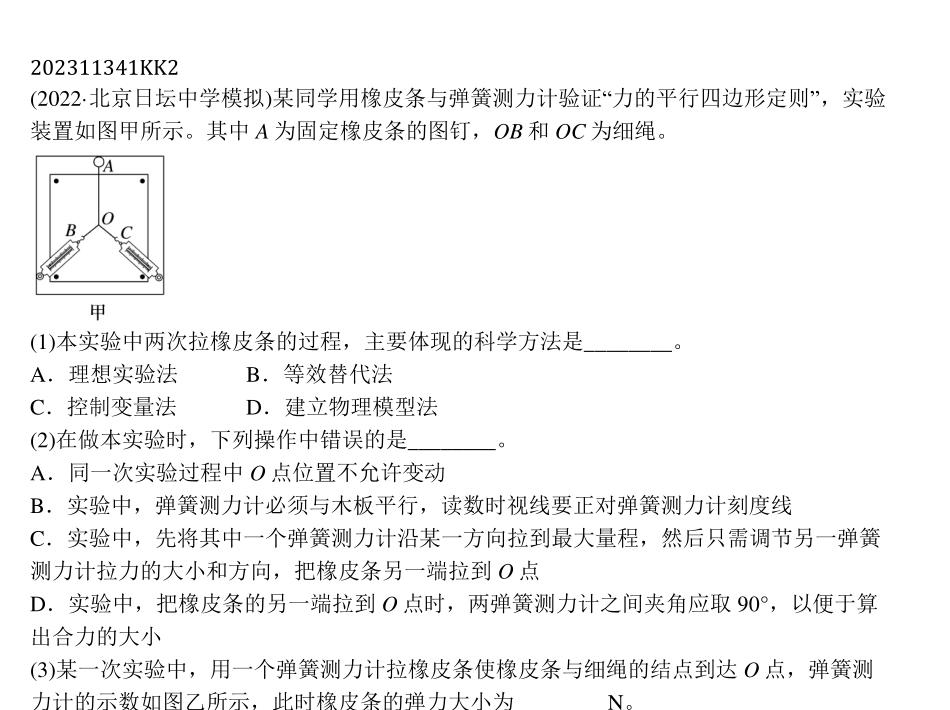 202311341KK2
(2022·北京日坛中学模拟)某同学用橡皮条与弹簧测力计验证“力的平行四边形定则”，实验
装置如图甲所示。其中 A 为固定橡皮条的图钉，OB 和 OC 为细绳。
A
O
B
C
甲
(1)本实验中两次拉橡皮条的过程，主要体现的科学方法是________。
A．理想实验法 B．等效替代法
C．控制变量法 D．建立物理模型法
(2)在做本实验时，下列操作中错误的是________。
A．同一次实验过程中 O 点位置不允许变动
B．实验中，弹簧测力计必须与木板平行，读数时视线要正对弹簧测力计刻度线
C．实验中，先将其中一个弹簧测力计沿某一方向拉到最大量程，然后只需调节另一弹簧
测力计拉力的大小和方向，把橡皮条另一端拉到 O 点
D．实验中，把橡皮条的另一端拉到 O 点时，两弹簧测力计之间夹角应取 90°，以便于算
出合力的大小
(3)某一次实验中，用一个弹簧测力计拉橡皮条使橡皮条与细绳的结点到达 O 点，弹簧测
力计的示数如图乙所示，此时橡皮条的弹力大小为________N。